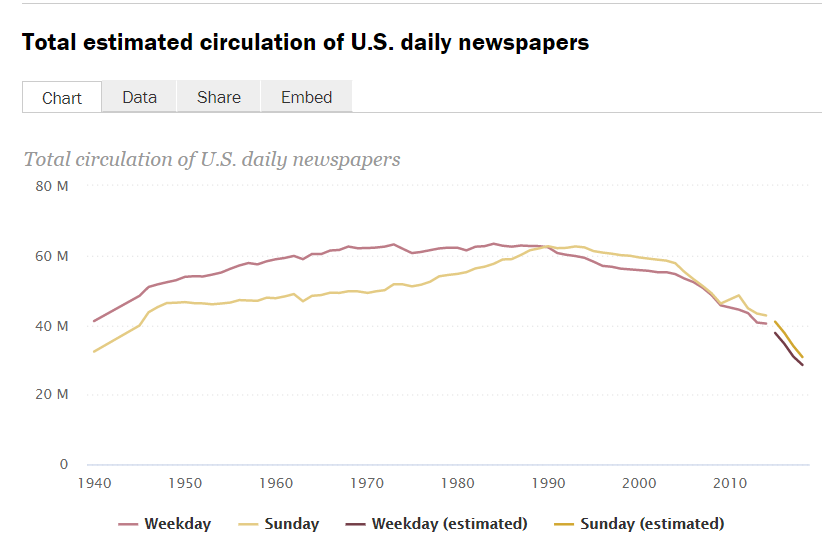 Total estimated circulation of U.S. daily newspapers
Chart Data Share Embed
Total circulation of U.S. daily newspapers
80 M
60 M
40 M
20 M
0
1940 1950 1960 1970 1980 1990 2000 2010
Weekday Sunday Weekday (estimated) Sunday (estimated)